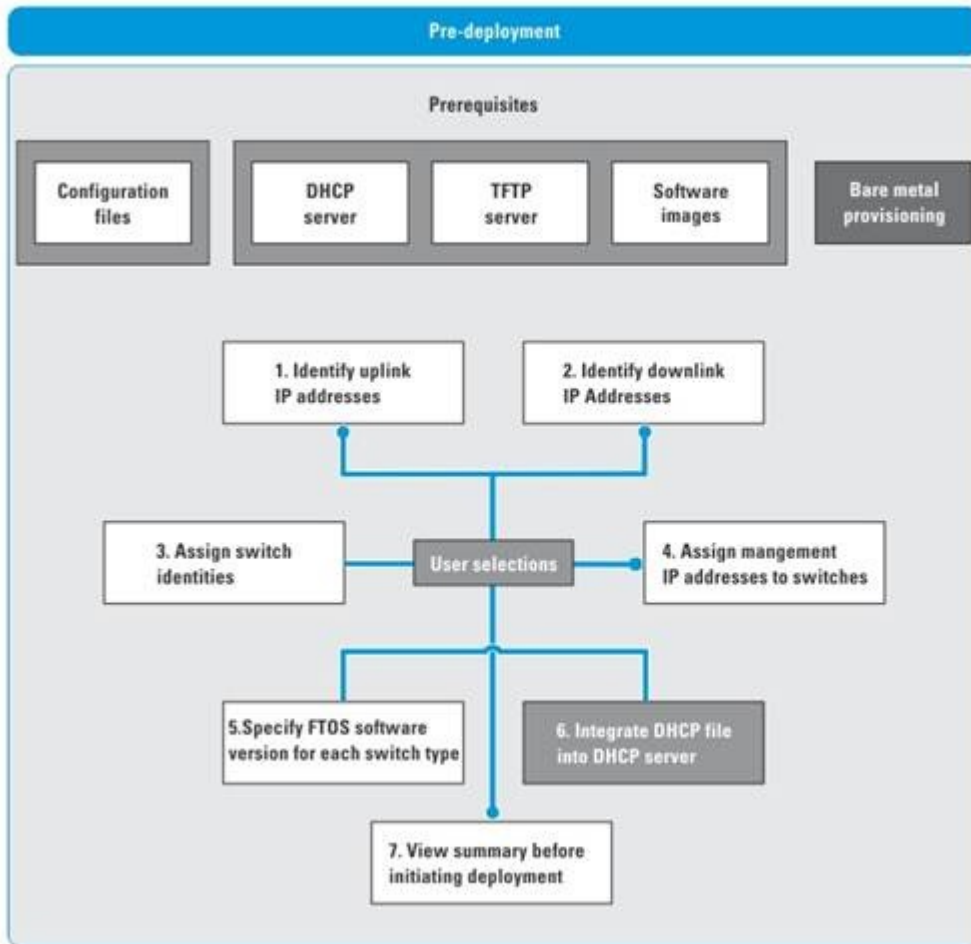 Pre-deployment
Prerequisites
Configuration
files
DHCP
server
TFTP
server
Software
images
Bare metal
provisioning
1. Identify uplink
IP addresses
2. Identify downlink
IP Addresses
3. Assign switch
identities
User selections
4. Assign mangement
IP addresses to switches
5.Specify FTOS software
version for each switch type
6. Integrate DHCP file
into DHCP server
7. View summary before
initiating deployment